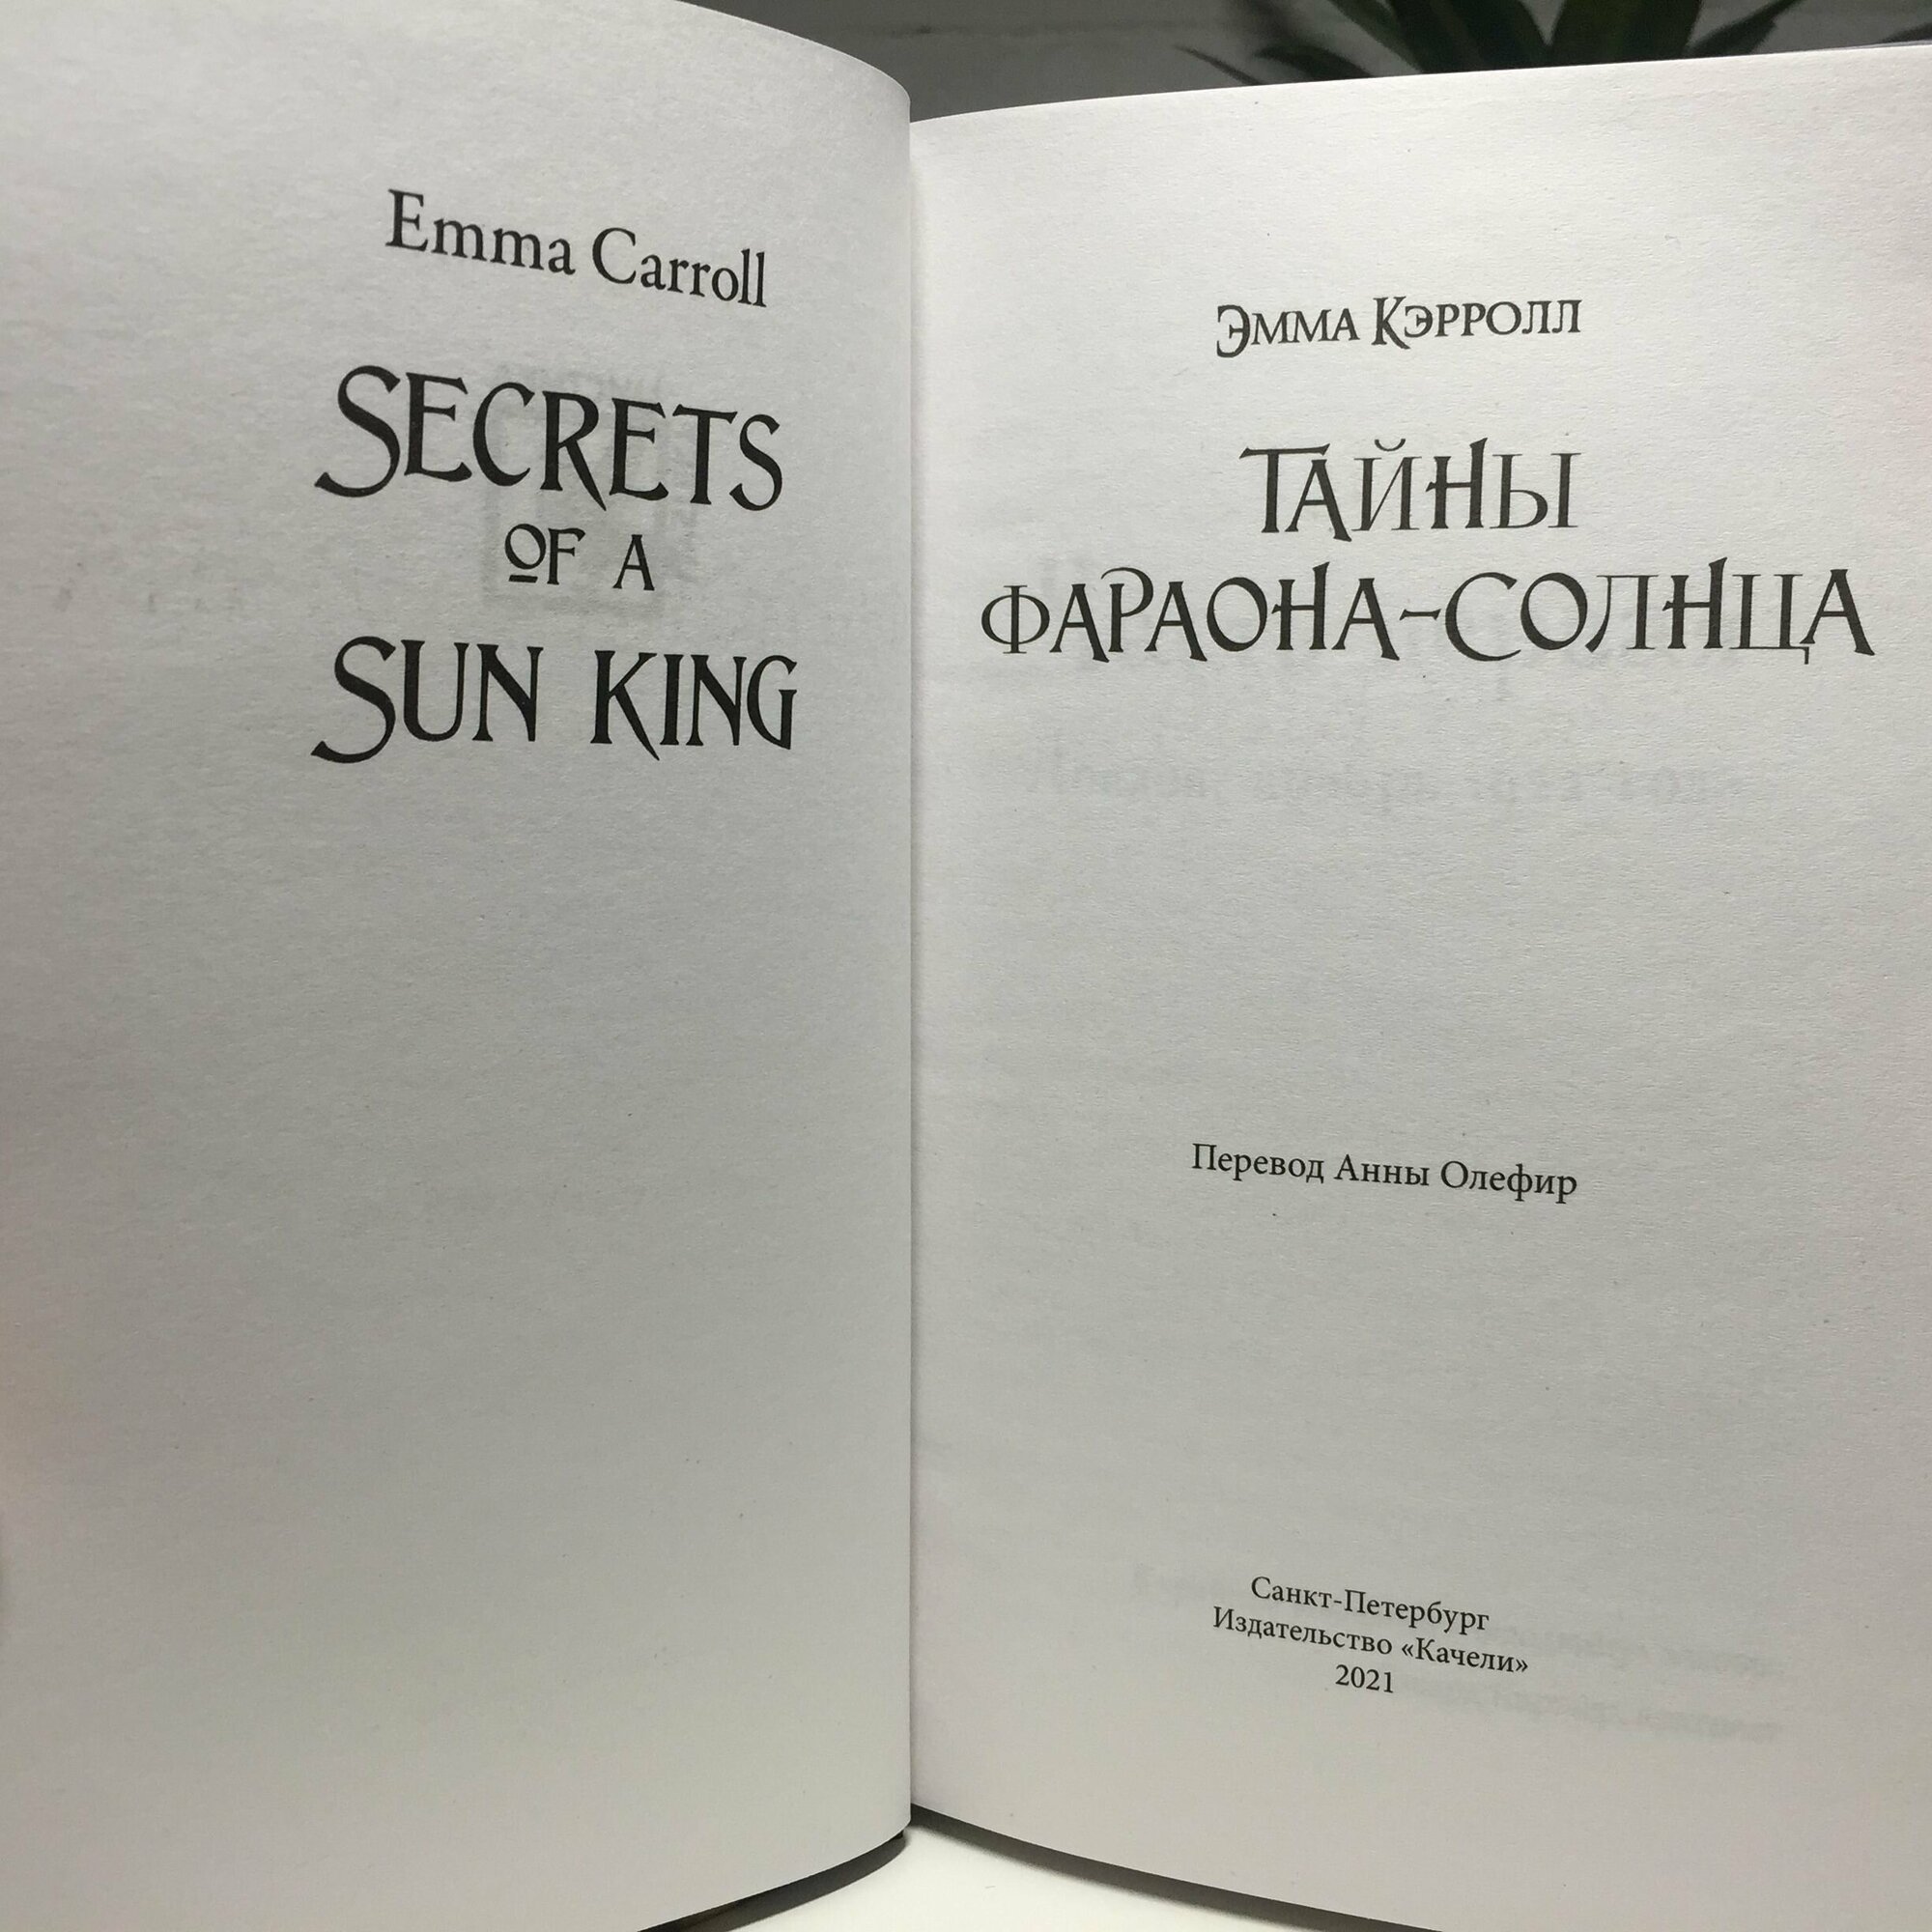 Emma Carroll
SECRETS
OF A
SUN KING
ЭММА КЭРРОЛЛ
ТАЙНЫ
ФАРАОНА-СОЛНЦА
Перевод Анны Олефир
Санкт-Петербург
Издательство «Качели»
2021